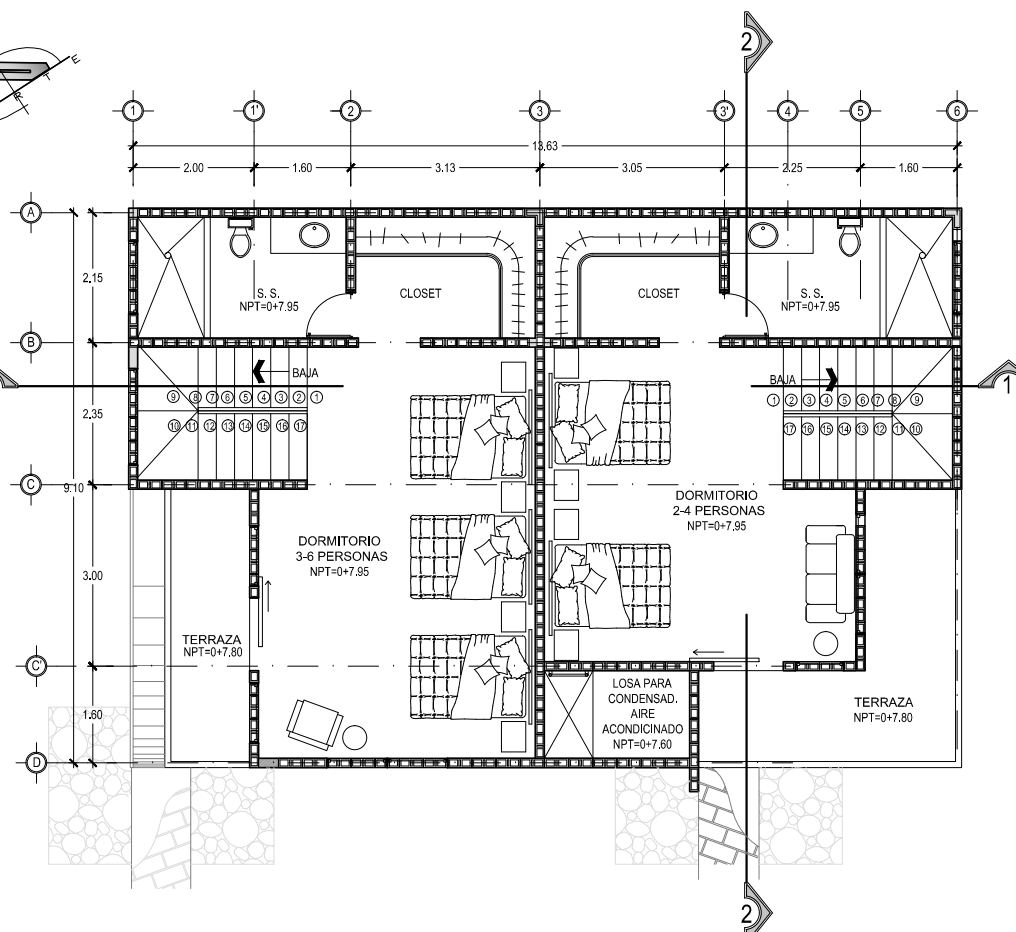 2
E
T
R
1
1'
2
3
3'
4
5
6
13.63
2.00
1.60
3.13
3.05
2.25
1.60
A
B
C
C'
D
2.15
2.35
9.10
3.00
1.60
S. S.
NPT=0+7.95
CLOSET
CLOSET
S. S.
NPT=0+7.95
BAJA
9 8 7 6 5 4 3 2 1
10 11 12 13 14 15 16 17
BAJA
1 2 3 4 5 6 7 8 9
17 16 15 14 13 12 11 10
1
DORMITORIO
3-6 PERSONAS
NPT=0+7.95
DORMITORIO
2-4 PERSONAS
NPT=0+7.95
TERRAZA
NPT=0+7.80
LOSA PARA
CONDENSAD.
AIRE
ACONDICINADO
NPT=0+7.60
TERRAZA
NPT=0+7.80
2